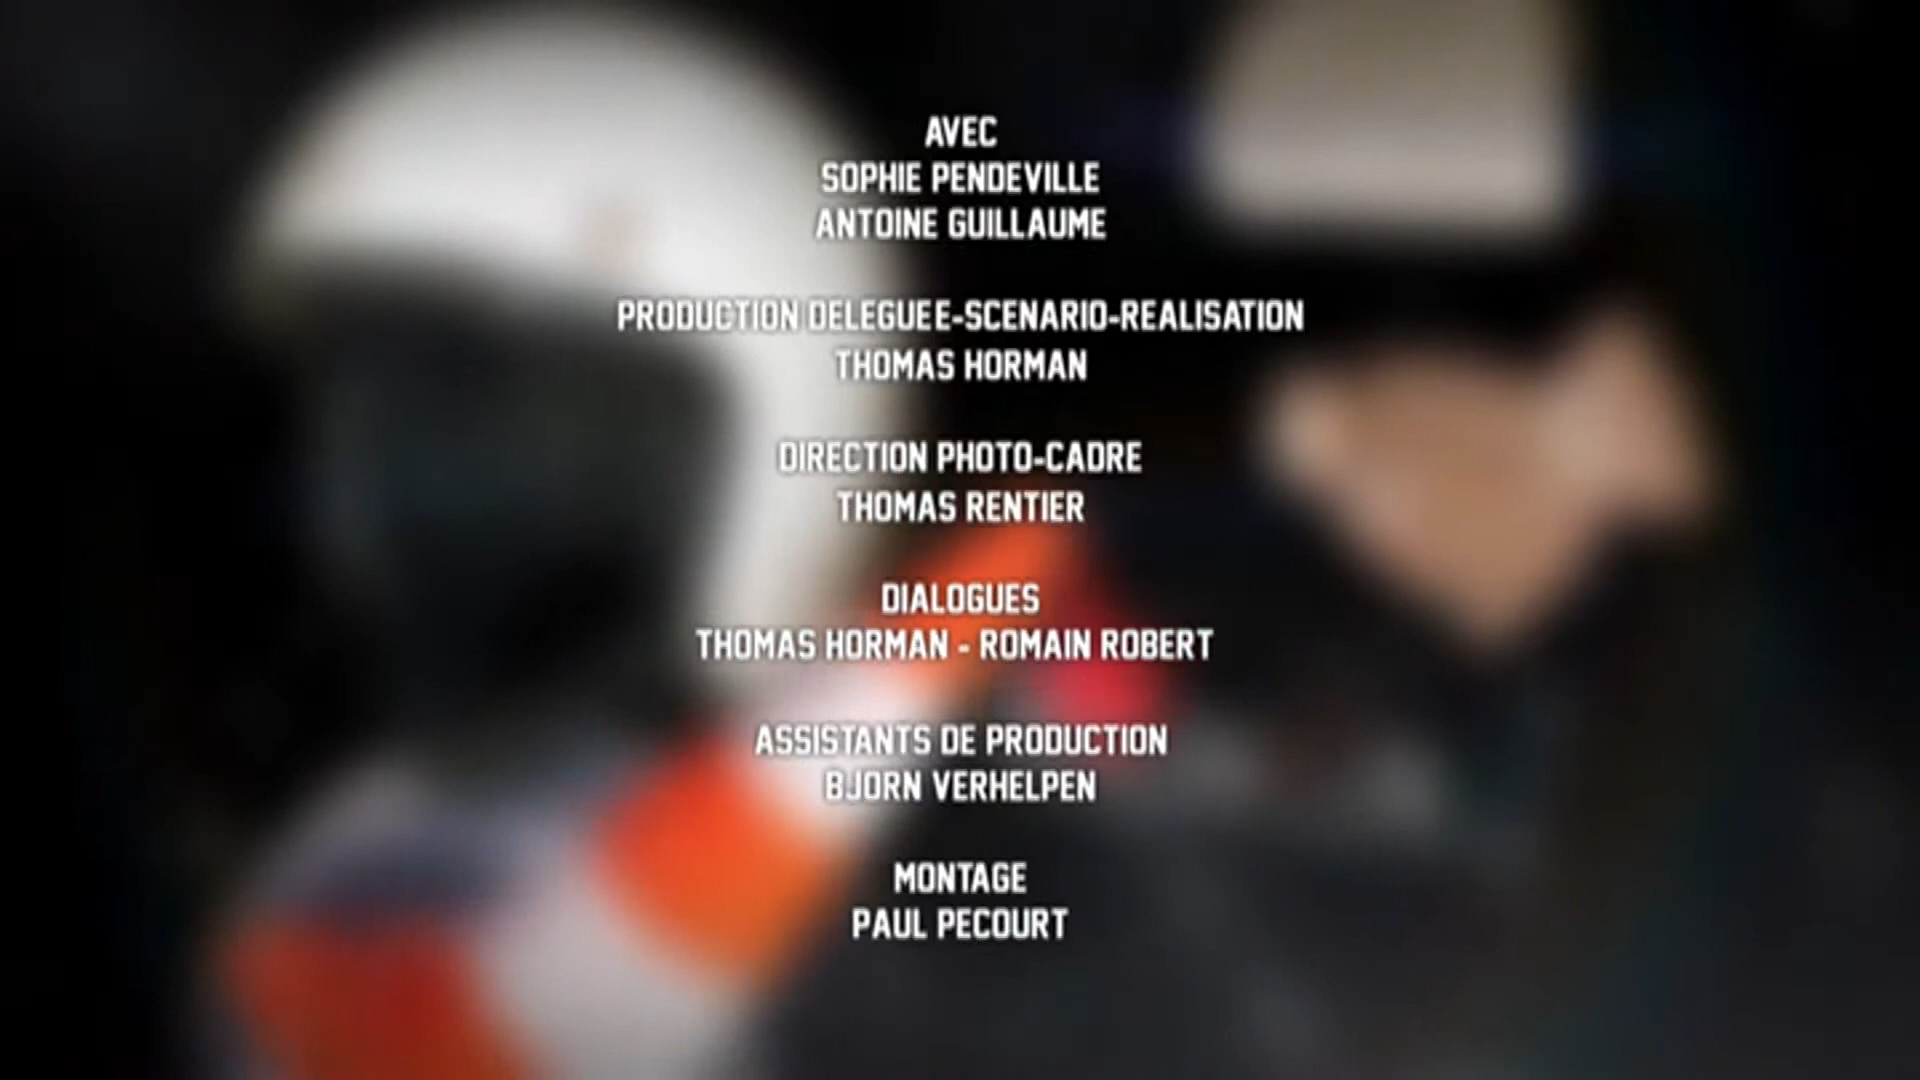 AVEC
SOPHIE PENDEVILLE
ANTOINE GUILLAUME
PRODUCTION DELEGUEE-SCENARIO-REALISATION
THOMAS HORMAN
DIRECTION PHOTO-CADRE
THOMAS RENTIER
DIALOGUES
THOMAS HORMAN - ROMAIN ROBERT
ASSISTANTS DE PRODUCTION
BJORN VERHELPEN
MONTAGE
PAUL PECOURT